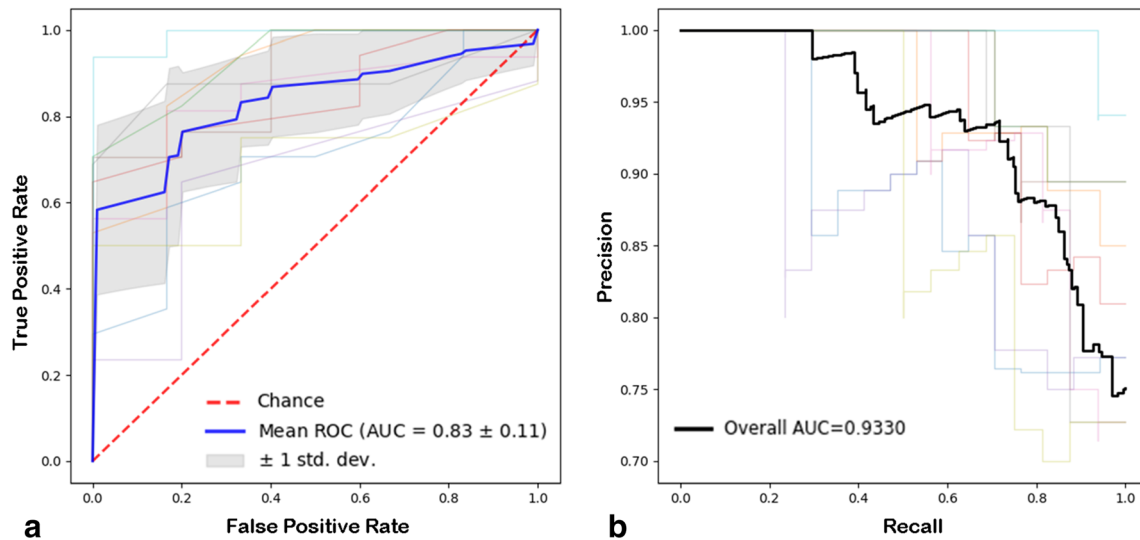 1.0
0.8
0.6
0.4
0.2
0.0
True Positive Rate
Chance
Mean ROC (AUC = 0.83 ± 0.11)
± 1 std. dev.
0.0 0.2 0.4 0.6 0.8 1.0
False Positive Rate
a
1.00
0.95
0.90
0.85
0.80
0.75
0.70
Precision
Overall AUC=0.9330
0.0 0.2 0.4 0.6 0.8 1.0
Recall
b